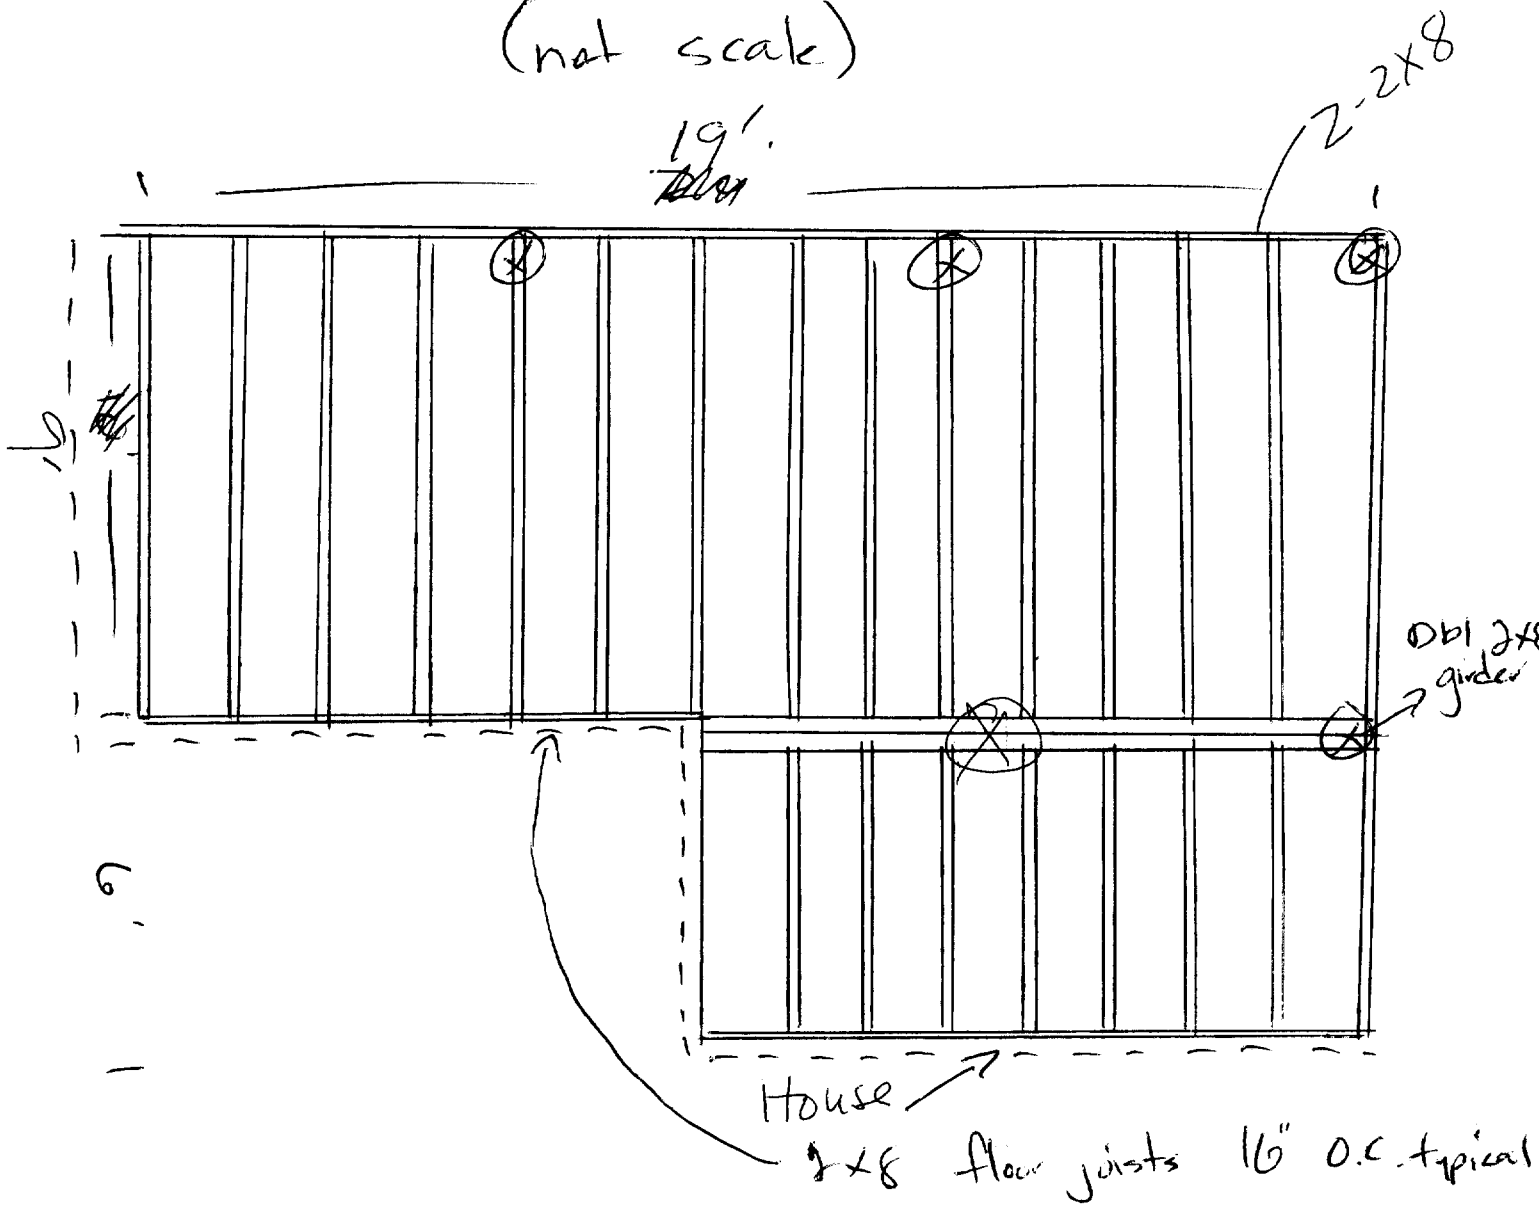 (not scale)
2-2x8
19'.
Dbl 2x8
girder
6
House
2x8 floor joists 16" O.C. typical